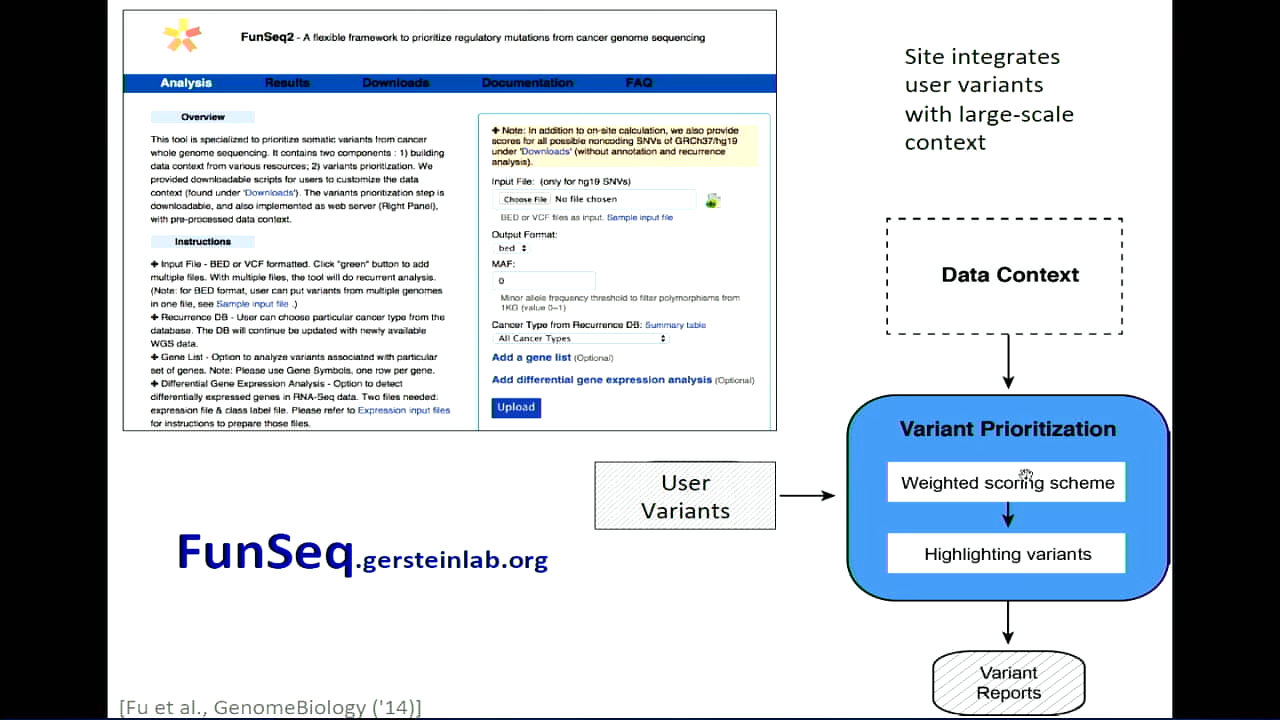 FunSeq2 - A flexible framework to prioritize regulatory mutations from cancer genome sequencing
Analysis Results Downloads Documentation FAQ
Overview
This tool is specialized to prioritize somatic variants from cancer
whole genome sequencing. It contains two components : 1) building
data context from various resources; 2) variants prioritization. We
provided downloadable scripts for users to customize the data
context (found under 'Downloads'). The variants prioritization step is
downloadable, and also implemented as web server (Right Panel),
with pre-processed data context.
Instructions
✚ Input File - BED or VCF formatted. Click "green" button to add
multiple files. With multiple files, the tool will do recurrent analysis.
(Note: for BED format, user can put variants from multiple genomes
in one file, see Sample input file .)
✚ Recurrence DB - User can choose particular cancer type from the
database. The DB will continue be updated with newly available
WGS data.
✚ Gene List - Option to analyze variants associated with particular
set of genes. Note: Please use Gene Symbols, one row per gene.
✚ Differential Gene Expression Analysis - Option to detect
differentially expressed genes in RNA-Seq data. Two files needed:
expression file & class label file. Please refer to Expression input files
for instructions to prepare those files.
✚ Note: In addition to on-site calculation, we also provide
scores for all possible noncoding SNVs of GRCh37/hg19
under 'Downloads' (without annotation and recurrence
analysis).
Input File: (only for hg19 SNVs)
Choose File No file chosen
BED or VCF files as input. Sample input file
Output Format:
bed
MAF:
0
Minor allele frequency threshold to filter polymorphisms from
1KG (value 0~1)
Cancer Type from Recurrence DB: Summary table
All Cancer Types
Add a gene list (Optional)
Add differential gene expression analysis (Optional)
Upload
Site integrates
user variants
with large-scale
context
Data Context
Variant Prioritization
Weighted scoring scheme
Highlighting variants
User
Variants
Variant
Reports
FunSeq.gersteinlab.org
[Fu et al., GenomeBiology ('14)]